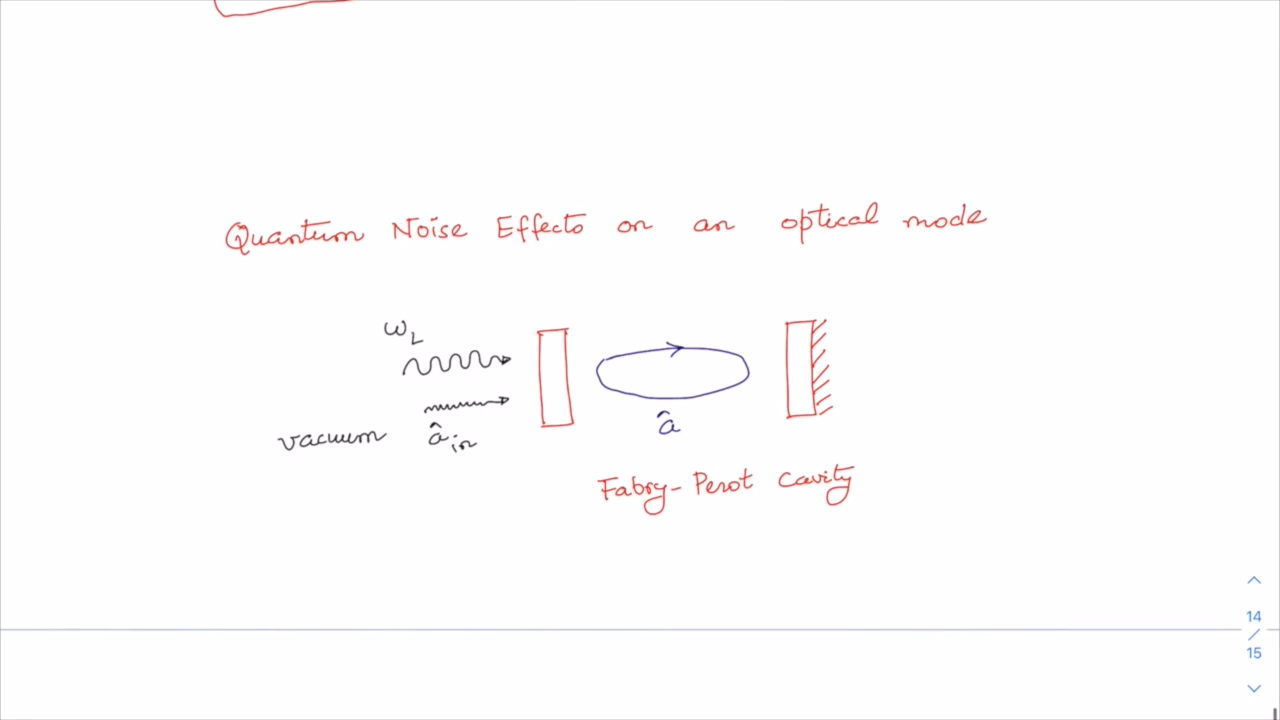 Quantum Noise Effects on an optical mode
ω_L
vacuum â_in
â
Fabry-Perot Cavity
14
/
15